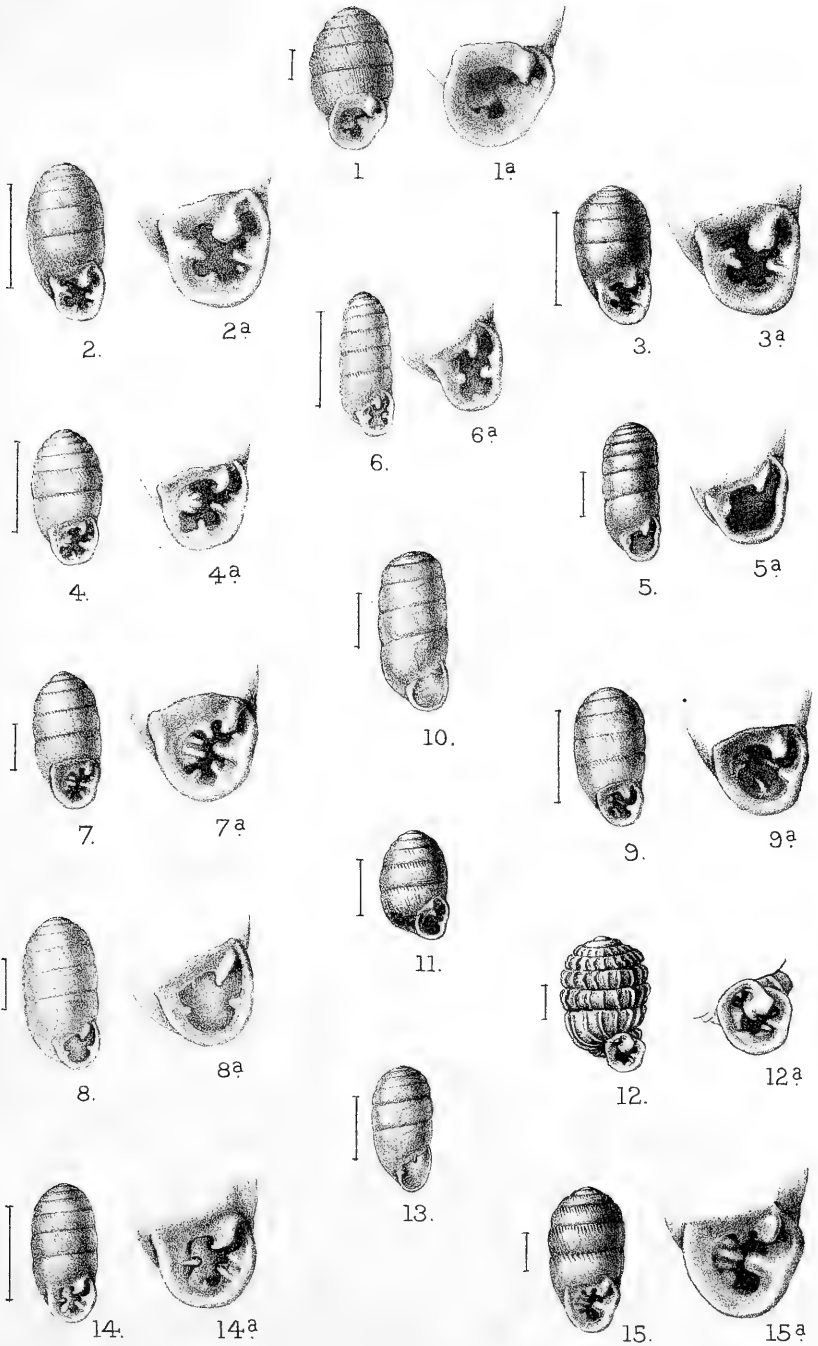 1 1ª
2. 2ª
3. 3ª
6. 6ª
4. 4ª
5. 5ª
10.
7. 7ª
9. 9ª
11.
8. 8ª
12. 12ª
13.
14. 14ª
15. 15ª